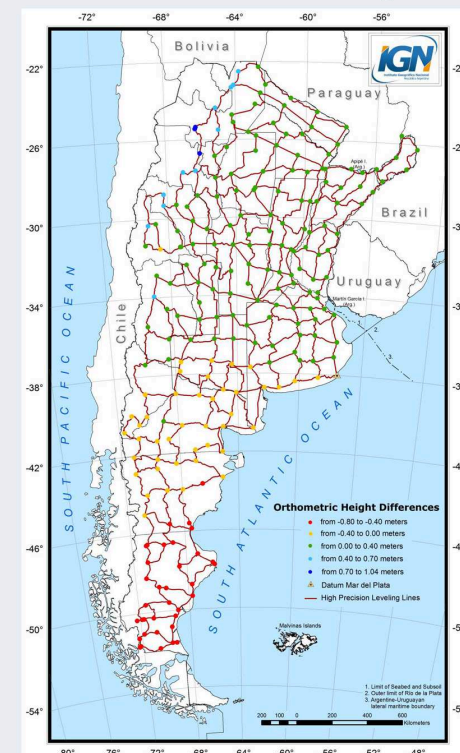 -72° -68° -64° -60° -56°
IGN
Instituto Geográfico Nacional
Bolivia
-22°
Paraguay
-26°
Apipé I.
(Arg.)
Brazil
-30°
Uruguay
Martín García I.
(Arg.)
-34°
1.
2.
3.
Chile
SOUTH PACIFIC OCEAN
-38°
SOUTH ATLANTIC OCEAN
-42°
Orthometric Height Differences
from -0.80 to -0.40 meters
from -0.40 to 0.00 meters
from 0.00 to 0.40 meters
from 0.40 to 0.70 meters
from 0.70 to 1.04 meters
Datum Mar del Plata
High Precision Leveling Lines
-46°
-50°
Malvinas Islands
1. Limit of Seabed and Subsoil
2. Outer limit of Río de la Plata
3. Argentine-Uruguayan
lateral maritime boundary
-54°
200 100 0 200 400 600
Kilometers
-80° -76° -72° -68° -64° -60° -56° -52° -48°